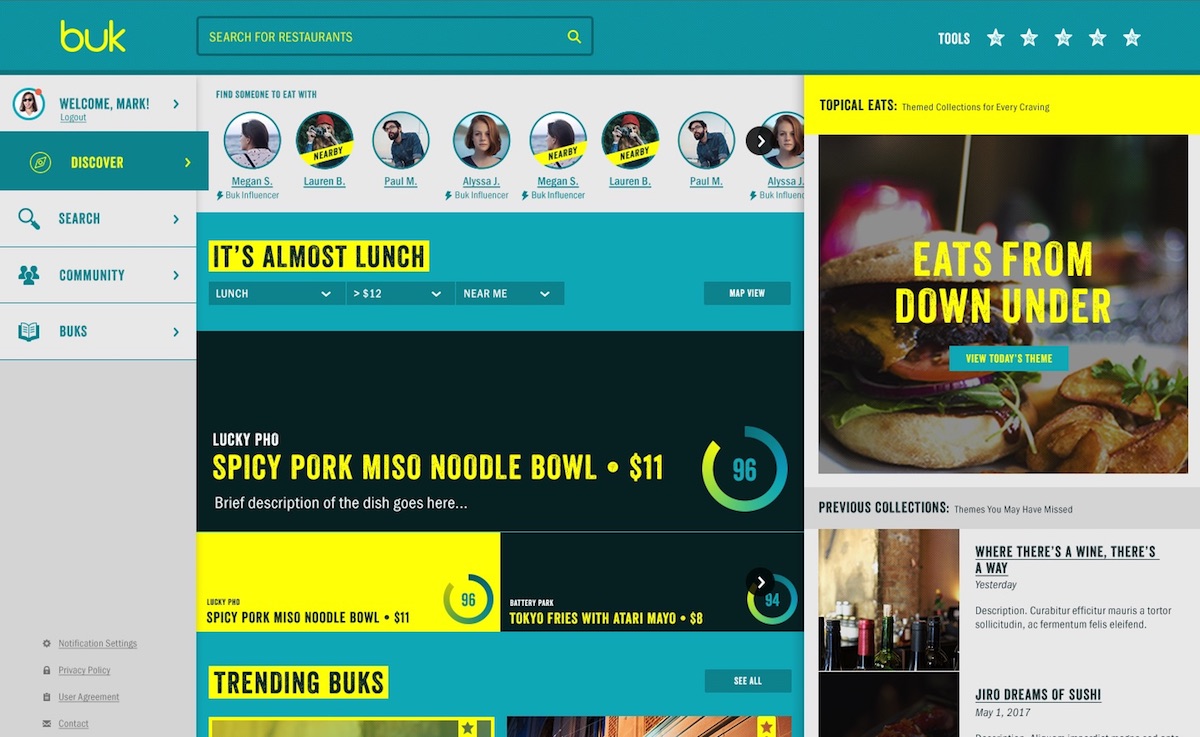 buk
SEARCH FOR RESTAURANTS
TOOLS
WELCOME, MARK!
Logout
DISCOVER
SEARCH
COMMUNITY
BUKS
Notification Settings
Privacy Policy
User Agreement
Contact
FIND SOMEONE TO EAT WITH
NEARBY
NEARBY
NEARBY
Megan S.
Buk Influencer
Lauren B.
Paul M.
Alyssa J.
Buk Influencer
Megan S.
Buk Influencer
Lauren B.
Paul M.
Alyssa J.
Buk Influencer
IT'S ALMOST LUNCH
LUNCH
> $12
NEAR ME
MAP VIEW
LUCKY PHO
SPICY PORK MISO NOODLE BOWL • $11
Brief description of the dish goes here...
96
LUCKY PHO
SPICY PORK MISO NOODLE BOWL • $11
96
BATTERY PARK
TOKYO FRIES WITH ATARI MAYO • $8
94
TRENDING BUKS
SEE ALL
TOPICAL EATS: Themed Collections for Every Craving
EATS FROM
DOWN UNDER
VIEW TODAY'S THEME
PREVIOUS COLLECTIONS: Themes You May Have Missed
WHERE THERE'S A WINE, THERE'S
A WAY
Yesterday
Description. Curabitur efficitur mauris a tortor
sollicitudin, ac fermentum felis eleifend.
JIRO DREAMS OF SUSHI
May 1, 2017